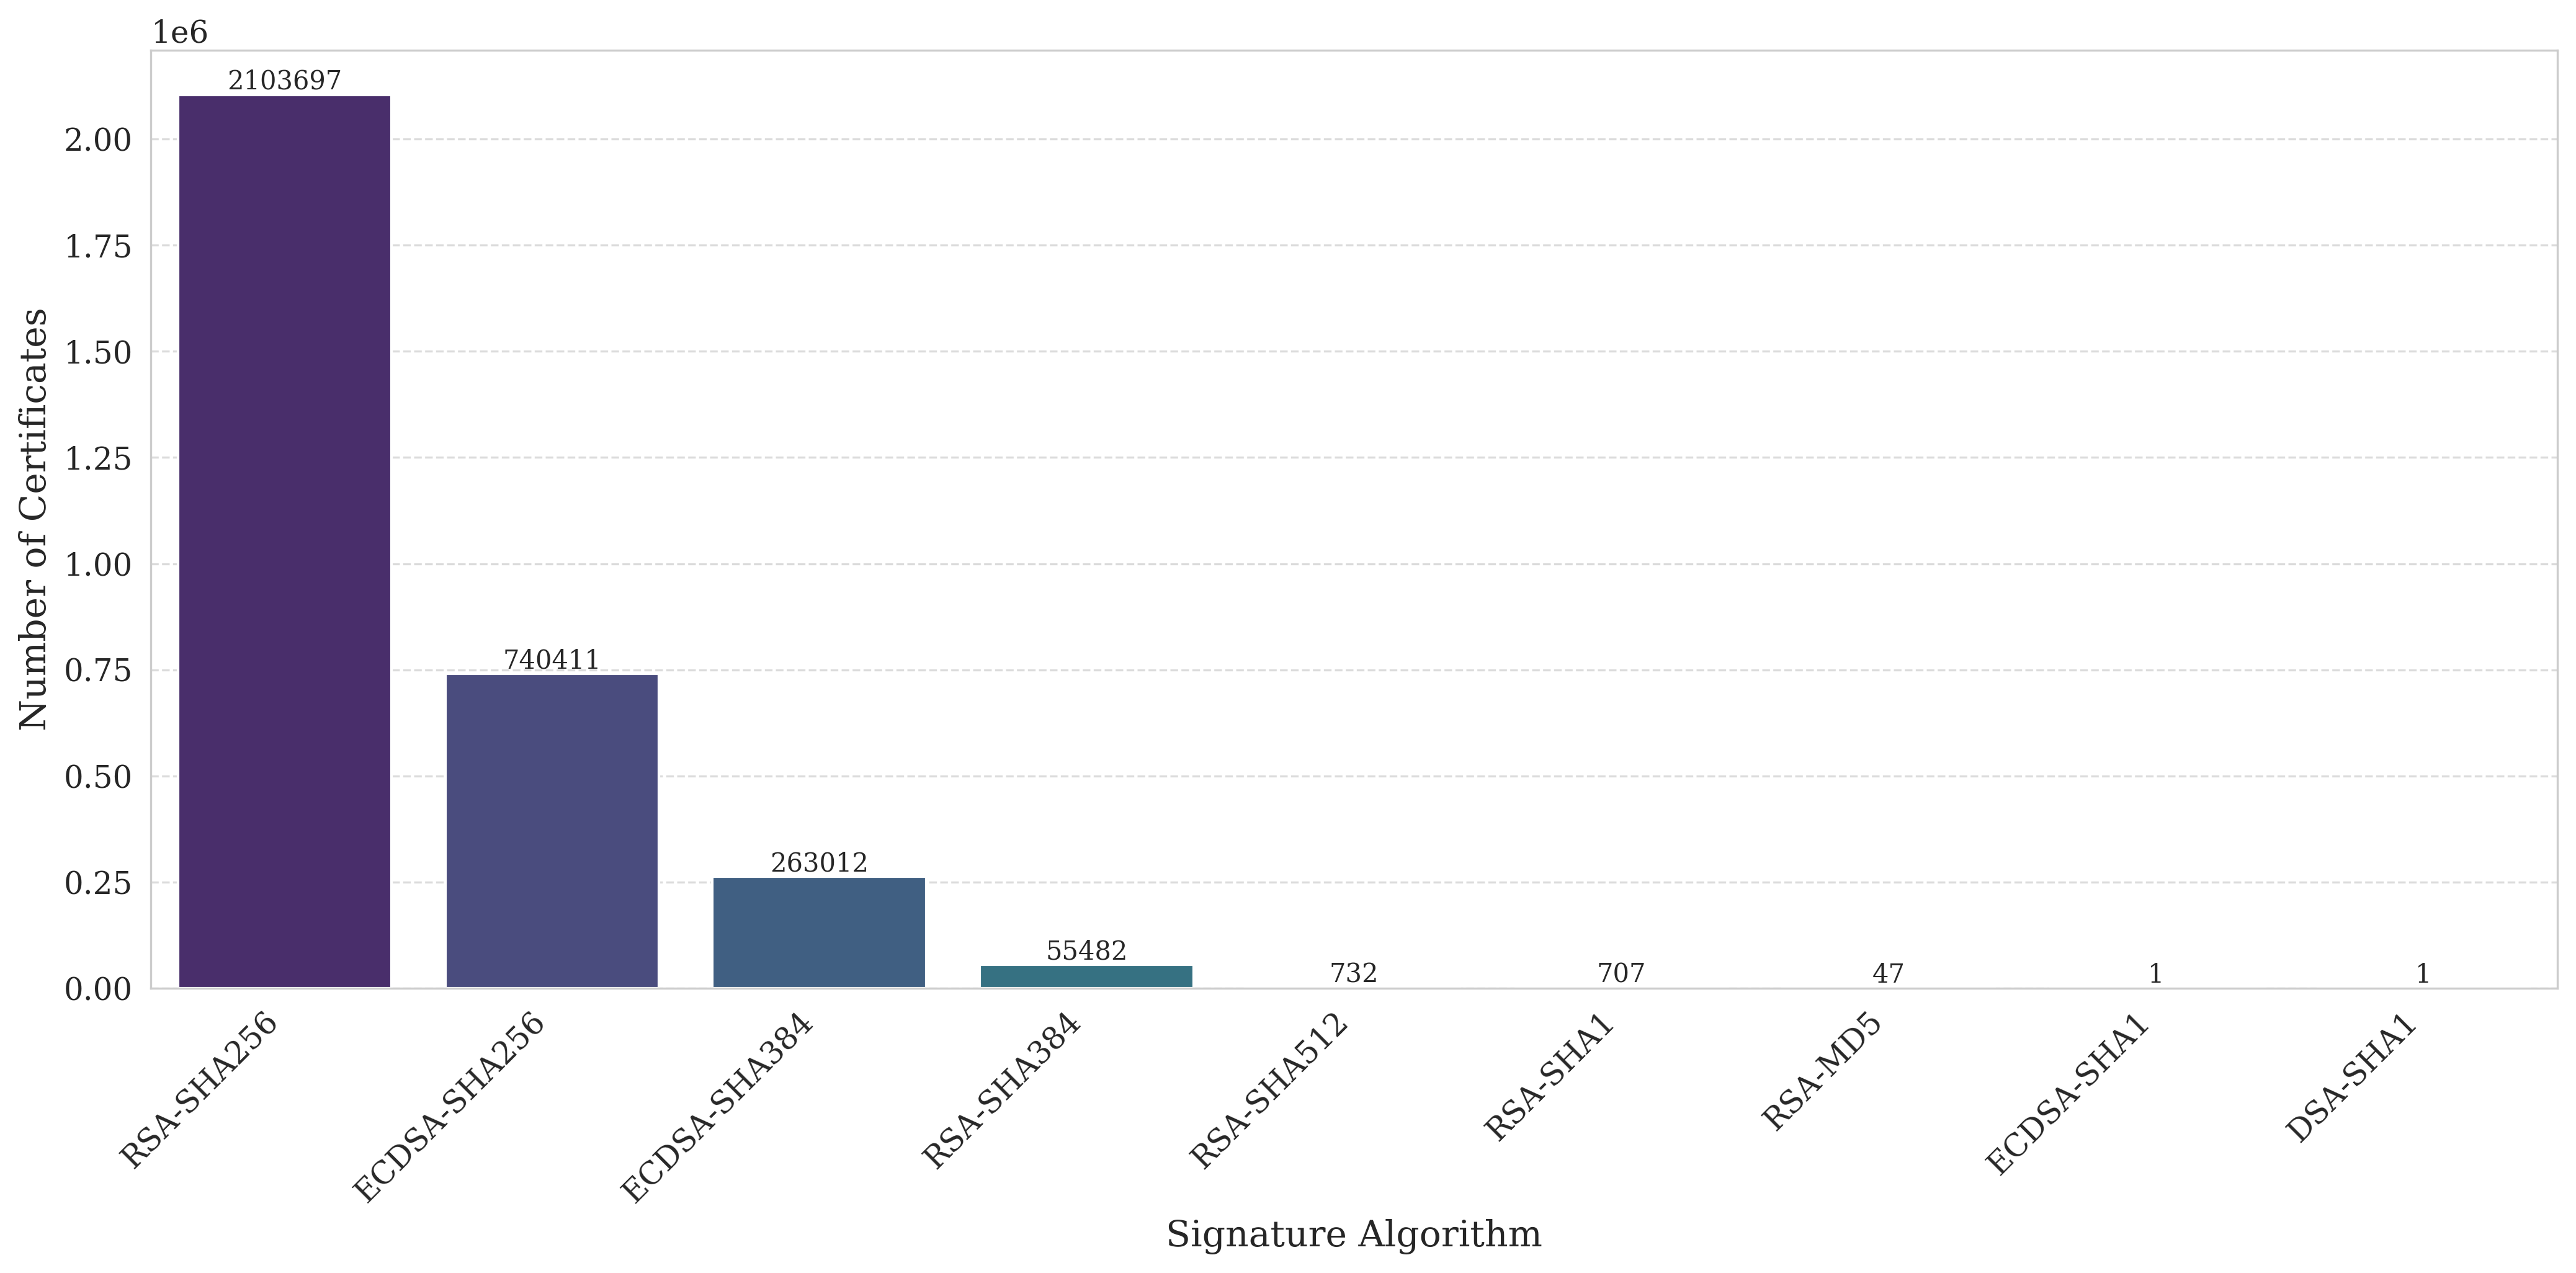 1e6
2103697
2.00
1.75
1.50
1.25
1.00
0.75
0.50
0.25
0.00
Number of Certificates
740411
263012
55482
732
707
47
1
1
RSA-SHA256
ECDSA-SHA256
ECDSA-SHA384
RSA-SHA384
RSA-SHA512
RSA-SHA1
RSA-MD5
ECDSA-SHA1
DSA-SHA1
Signature Algorithm